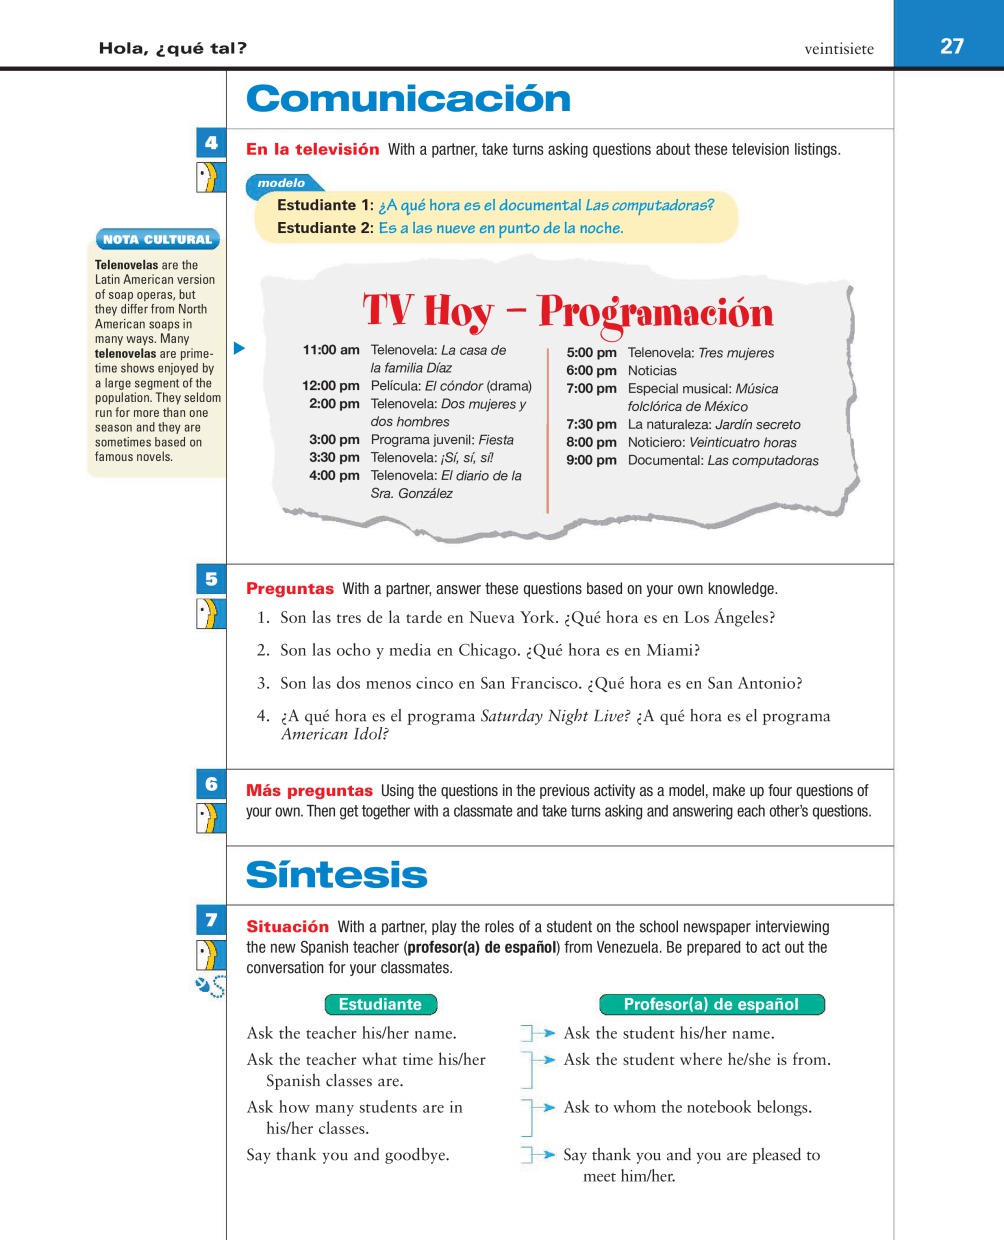 Hola, ¿qué tal?
veintisiete
27
Comunicación
4
En la televisión With a partner, take turns asking questions about these television listings.
modelo
Estudiante 1: ¿A qué hora es el documental Las computadoras?
Estudiante 2: Es a las nueve en punto de la noche.
NOTA CULTURAL
Telenovelas are the
Latin American version
of soap operas, but
they differ from North
American soaps in
many ways. Many
telenovelas are prime-
time shows enjoyed by
a large segment of the
population. They seldom
run for more than one
season and they are
sometimes based on
famous novels.
TV Hoy – Programación
11:00 am Telenovela: La casa de
la familia Díaz
12:00 pm Película: El cóndor (drama)
2:00 pm Telenovela: Dos mujeres y
dos hombres
3:00 pm Programa juvenil: Fiesta
3:30 pm Telenovela: ¡Sí, sí, sí!
4:00 pm Telenovela: El diario de la
Sra. González
5:00 pm Telenovela: Tres mujeres
6:00 pm Noticias
7:00 pm Especial musical: Música
folclórica de México
7:30 pm La naturaleza: Jardín secreto
8:00 pm Noticiero: Veinticuatro horas
9:00 pm Documental: Las computadoras
5
Preguntas With a partner, answer these questions based on your own knowledge.
1. Son las tres de la tarde en Nueva York. ¿Qué hora es en Los Ángeles?
2. Son las ocho y media en Chicago. ¿Qué hora es en Miami?
3. Son las dos menos cinco en San Francisco. ¿Qué hora es en San Antonio?
4. ¿A qué hora es el programa Saturday Night Live? ¿A qué hora es el programa
American Idol?
6
Más preguntas Using the questions in the previous activity as a model, make up four questions of
your own. Then get together with a classmate and take turns asking and answering each other's questions.
Síntesis
7
Situación With a partner, play the roles of a student on the school newspaper interviewing
the new Spanish teacher (profesor(a) de español) from Venezuela. Be prepared to act out the
conversation for your classmates.
Estudiante
Profesor(a) de español
Ask the teacher his/her name.
Ask the student his/her name.
Ask the teacher what time his/her
Spanish classes are.
Ask the student where he/she is from.
Ask how many students are in
his/her classes.
Ask to whom the notebook belongs.
Say thank you and goodbye.
Say thank you and you are pleased to
meet him/her.